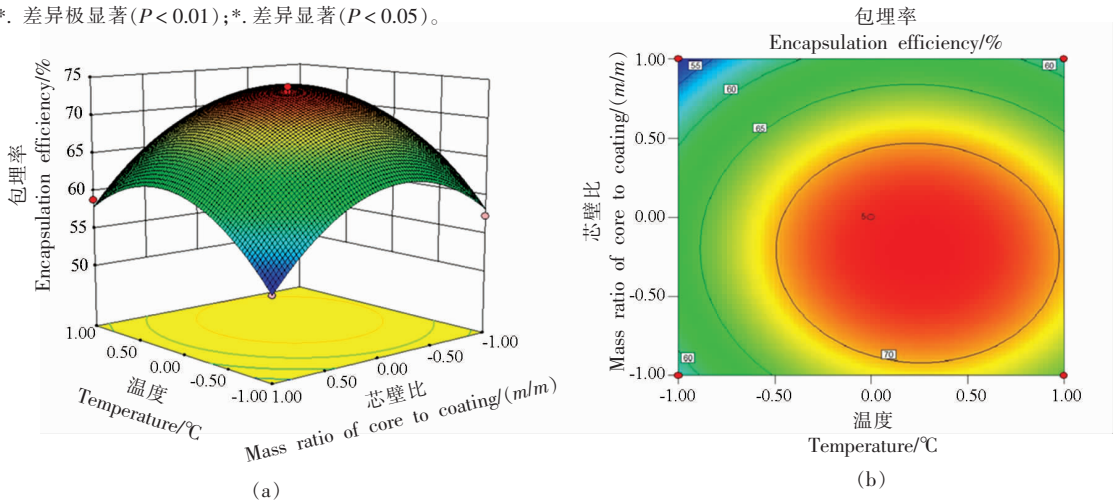 *. 差异极显著(P<0.01);*.差异显著(P<0.05)。
包埋率
Encapsulation efficiency/%
75
70
65
60
55
50
包埋率
Encapsulation efficiency/%
1.00
0.50
0.00
-0.50
-1.00
温度
Temperature/℃
1.00
0.50
0.00
-0.50
-1.00
芯壁比
Mass ratio of core to coating/(m/m)
(a)
芯壁比
Mass ratio of core to coating/(m/m)
1.00
0.50
0.00
-0.50
-1.00
55
60
65
60
5
70
60
-1.00
-0.50
0.00
0.50
1.00
温度
Temperature/℃
(b)